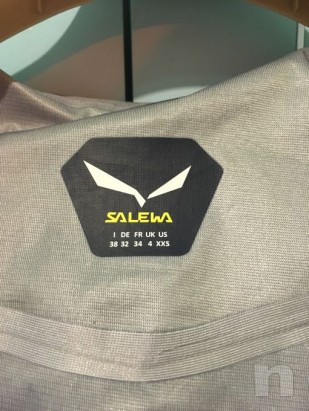 SALEWA
I DE FR UK US
38 32 34 4 XXS
n